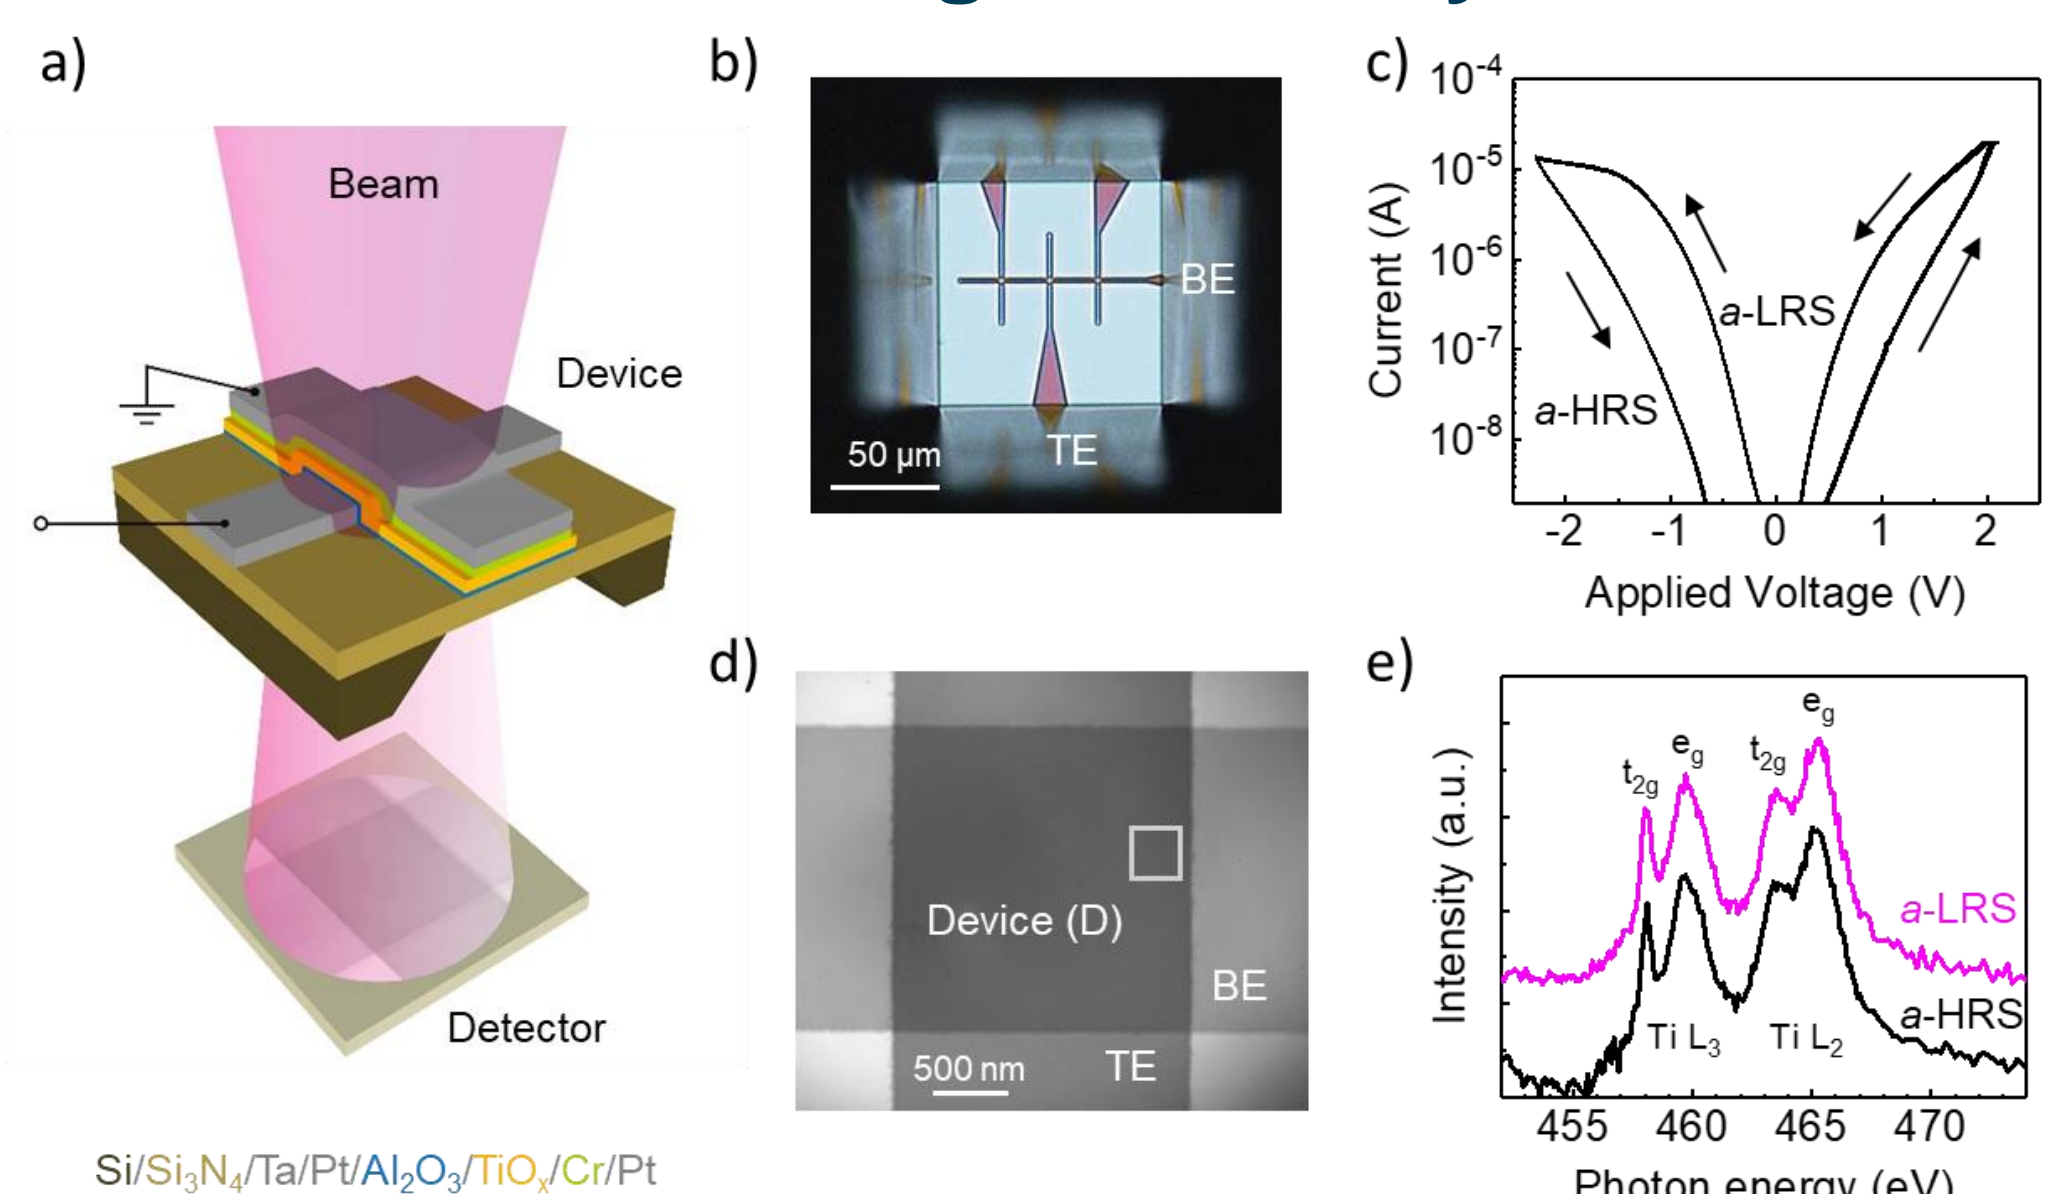 a)
Beam
Device
Detector
Si/Si₃N₄/Ta/Pt/Al₂O₃/TiOₓ/Cr/Pt
b)
BE
TE
50 µm
c)
Current (A)
10⁻⁴
10⁻⁵
10⁻⁶
10⁻⁷
10⁻⁸
a-LRS
a-HRS
-2 -1 0 1 2
Applied Voltage (V)
d)
Device (D)
BE
TE
500 nm
e)
Intensity (a.u.)
t₂g e_g t₂g e_g
a-LRS
a-HRS
Ti L₃ Ti L₂
455 460 465 470
Photon energy (eV)